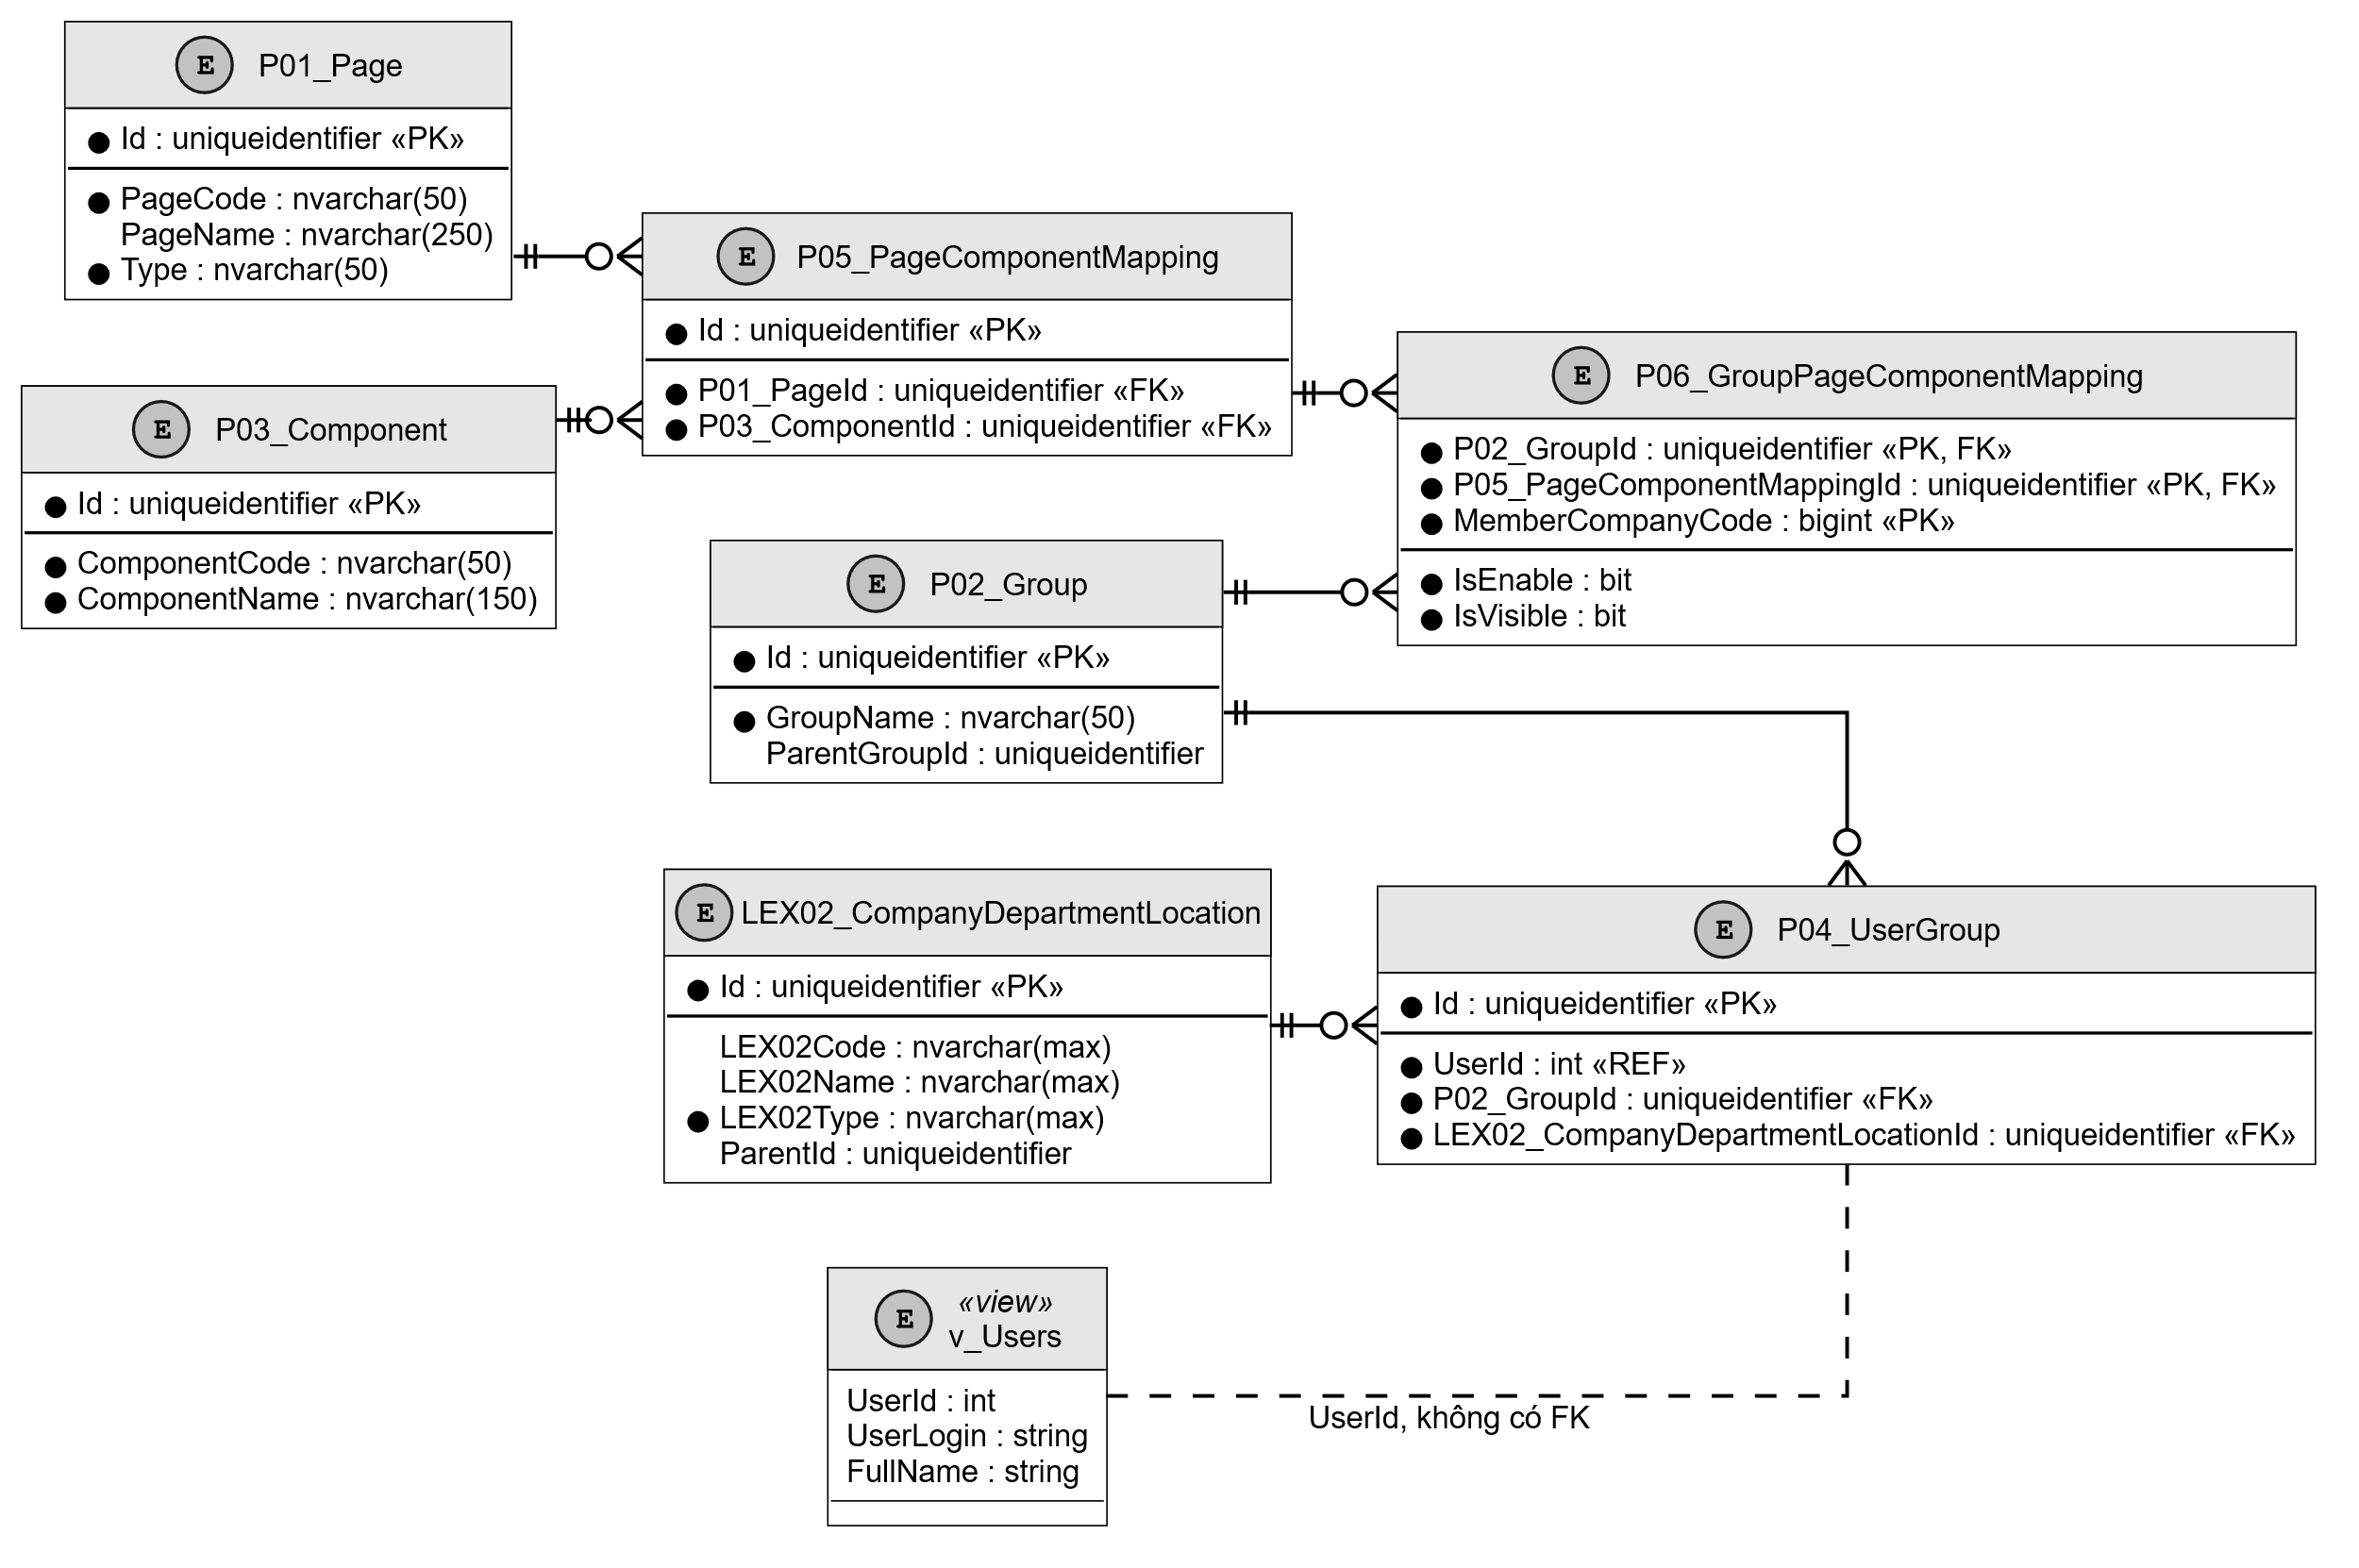 E P01_Page
Id : uniqueidentifier «PK»
PageCode : nvarchar(50)
PageName : nvarchar(250)
Type : nvarchar(50)
E P05_PageComponentMapping
Id : uniqueidentifier «PK»
P01_PageId : uniqueidentifier «FK»
P03_ComponentId : uniqueidentifier «FK»
E P03_Component
Id : uniqueidentifier «PK»
ComponentCode : nvarchar(50)
ComponentName : nvarchar(150)
E P06_GroupPageComponentMapping
P02_GroupId : uniqueidentifier «PK, FK»
P05_PageComponentMappingId : uniqueidentifier «PK, FK»
MemberCompanyCode : bigint «PK»
IsEnable : bit
IsVisible : bit
E P02_Group
Id : uniqueidentifier «PK»
GroupName : nvarchar(50)
ParentGroupId : uniqueidentifier
E LEX02_CompanyDepartmentLocation
Id : uniqueidentifier «PK»
LEX02Code : nvarchar(max)
LEX02Name : nvarchar(max)
LEX02Type : nvarchar(max)
ParentId : uniqueidentifier
E P04_UserGroup
Id : uniqueidentifier «PK»
UserId : int «REF»
P02_GroupId : uniqueidentifier «FK»
LEX02_CompanyDepartmentLocationId : uniqueidentifier «FK»
E «view»
v_Users
UserId : int
UserLogin : string
FullName : string
UserId, không có FK